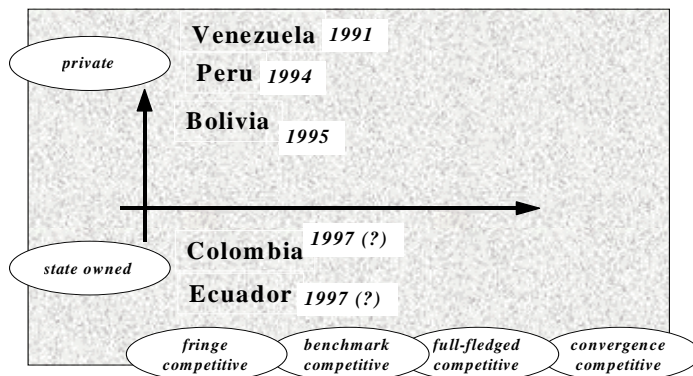 Venezuela 1991
private
Peru 1994
Bolivia 1995
Colombia 1997 (?)
state owned
Ecuador 1997 (?)
fringe
competitive
benchmark
competitive
full-fledged
competitive
convergence
competitive